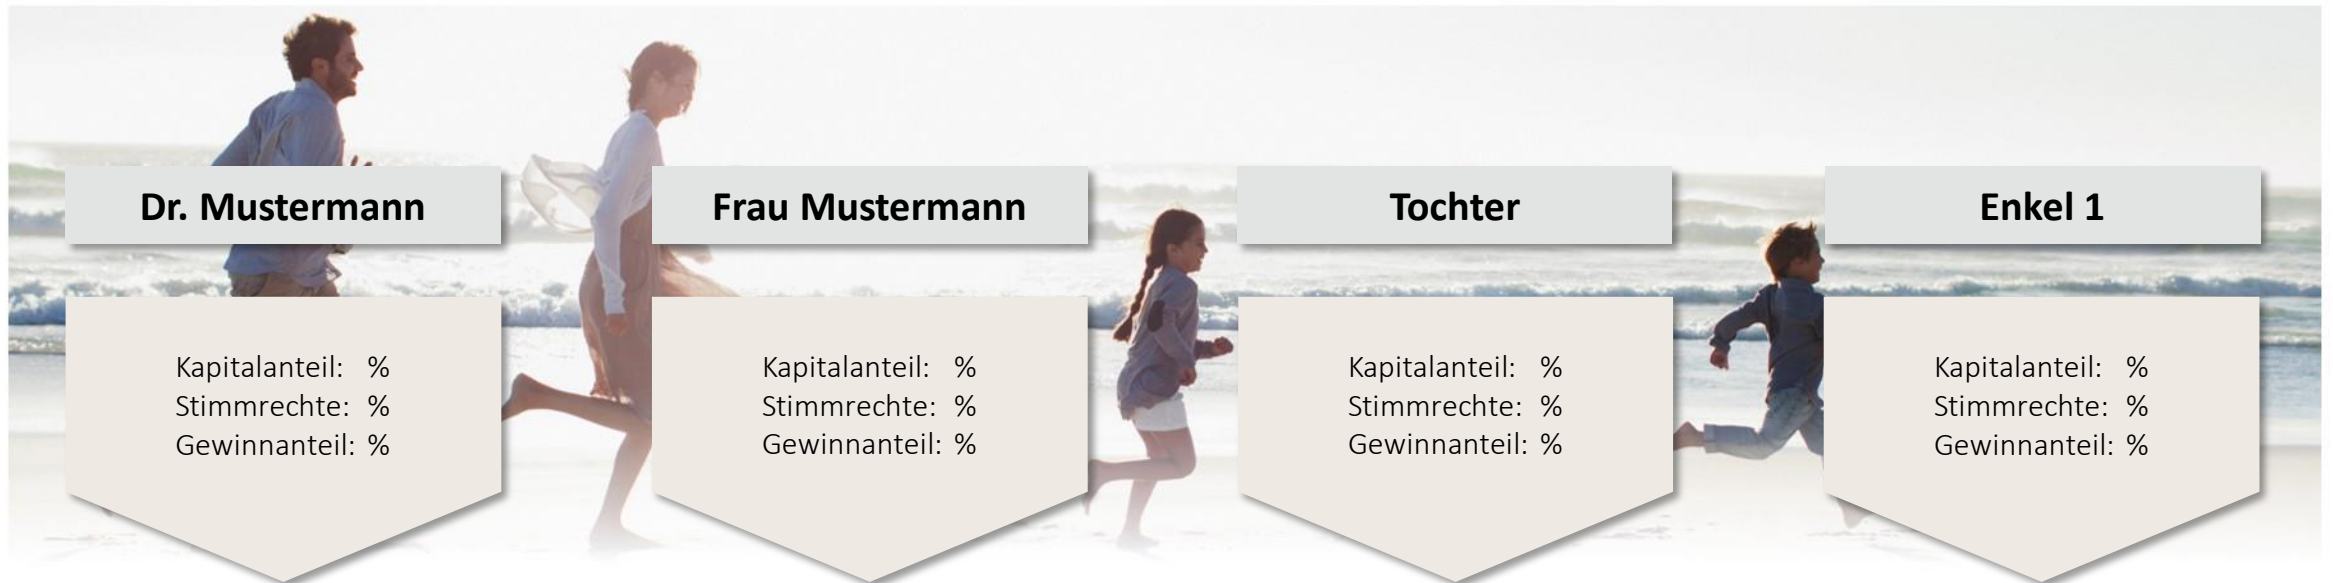 Dr. Mustermann
Kapitalanteil: %
Stimmrechte: %
Gewinnanteil: %
Frau Mustermann
Kapitalanteil: %
Stimmrechte: %
Gewinnanteil: %
Tochter
Kapitalanteil: %
Stimmrechte: %
Gewinnanteil: %
Enkel 1
Kapitalanteil: %
Stimmrechte: %
Gewinnanteil: %